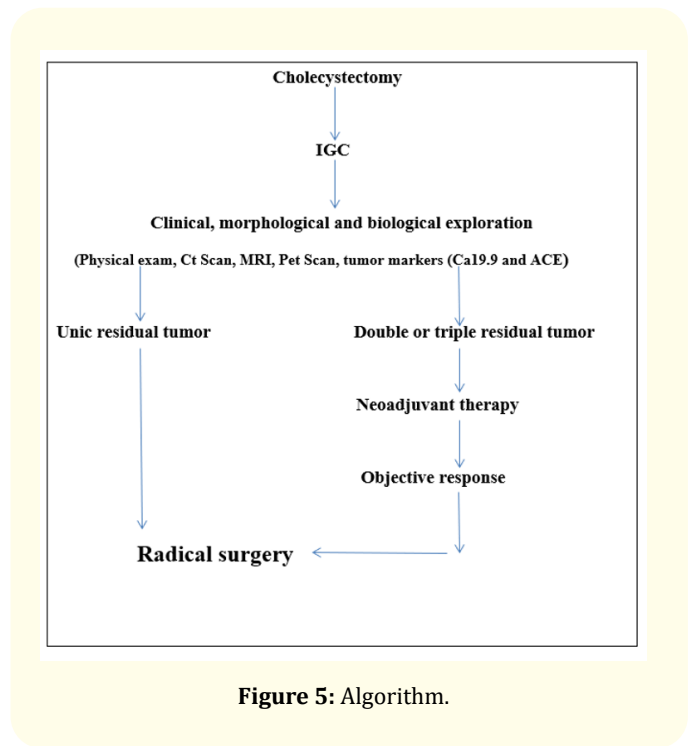 Cholecystectomy
IGC
Clinical, morphological and biological exploration
(Physical exam, Ct Scan, MRI, Pet Scan, tumor markers (Ca19.9 and ACE)
Unic residual tumor
Double or triple residual tumor
Neoadjuvant therapy
Objective response
Radical surgery
Figure 5: Algorithm.